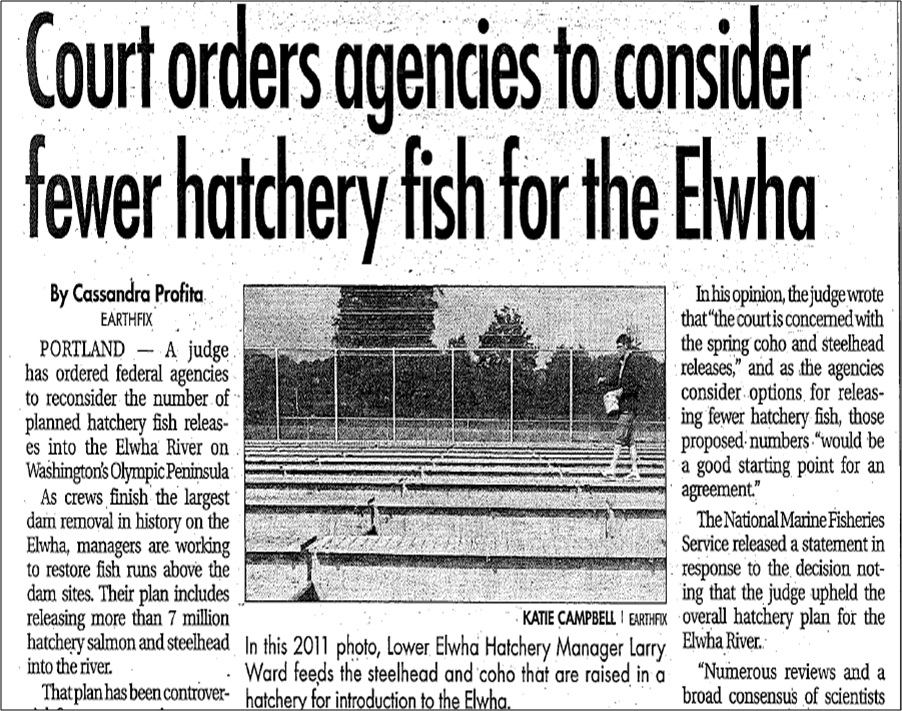 Court orders agencies to consider
fewer hatchery fish for the Elwha
By Cassandra Profita
EARTHFIX
PORTLAND — A judge
has ordered federal agencies
to reconsider the number of
planned hatchery fish releas-
es into the Elwha River on
Washington's Olympic Peninsula
As crews finish the largest
dam removal in history on the
Elwha, managers are working
to restore fish runs above the
dam sites. Their plan includes
releasing more than 7 million
hatchery salmon and steelhead
into the river.
That plan has been controver-
KATIE CAMPBELL | EARTHFIX
In this 2011 photo, Lower Elwha Hatchery Manager Larry
Ward feeds the steelhead and coho that are raised in a
hatchery for introduction to the Elwha.
In his opinion, the judge wrote
that "the court is concerned with
the spring coho and steelhead
releases," and as the agencies
consider options for releas-
ing fewer hatchery fish, those
proposed numbers "would be
a good starting point for an
agreement."
The National Marine Fisheries
Service released a statement in
response to the decision not-
ing that the judge upheld the
overall hatchery plan for the
Elwha River.
"Numerous reviews and a
broad consensus of scientists